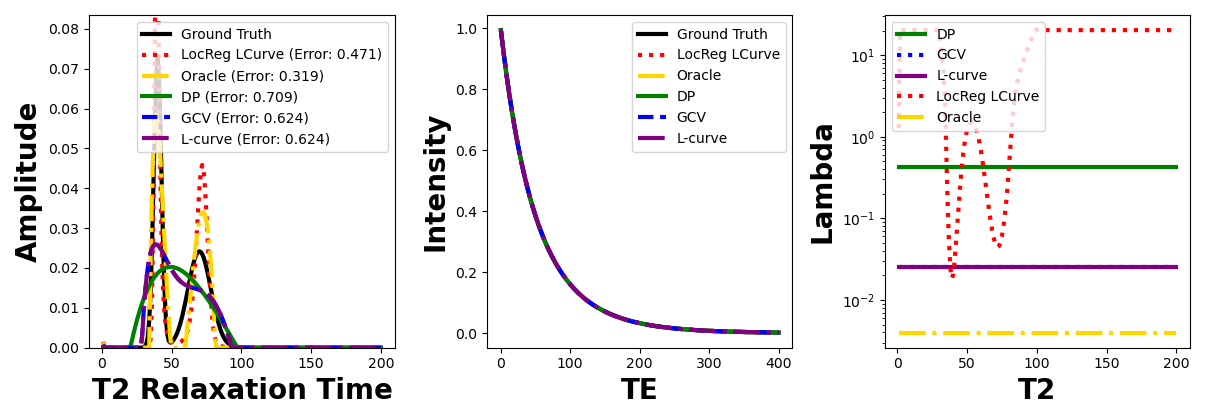 Amplitude
0.08
0.07
0.06
0.05
0.04
0.03
0.02
0.01
0.00
Ground Truth
LocReg LCurve (Error: 0.471)
Oracle (Error: 0.319)
DP (Error: 0.709)
GCV (Error: 0.624)
L-curve (Error: 0.624)
0 50 100 150 200
T2 Relaxation Time
Intensity
1.0
0.8
0.6
0.4
0.2
0.0
Ground Truth
LocReg LCurve
Oracle
DP
GCV
L-curve
0 100 200 300 400
TE
Lambda
10¹
10⁰
10⁻¹
10⁻²
DP
GCV
L-curve
LocReg LCurve
Oracle
0 50 100 150 200
T2